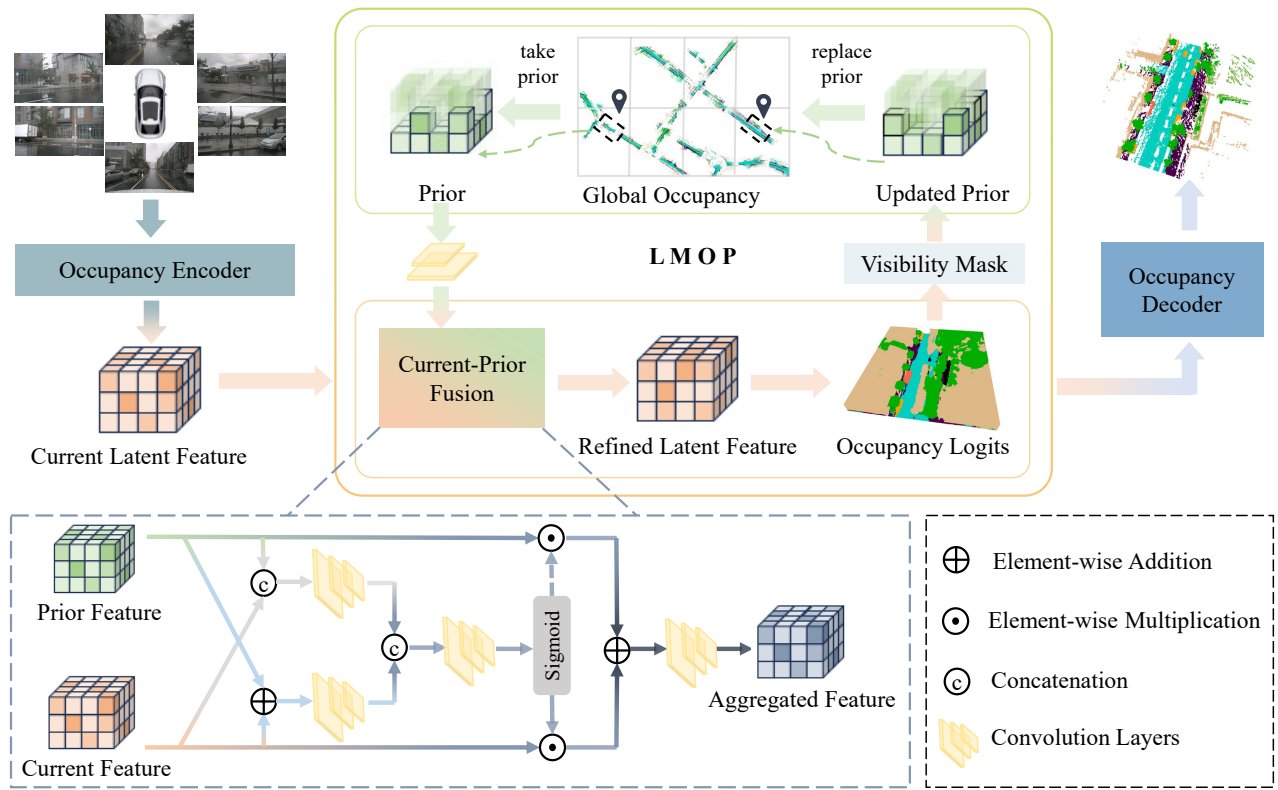 take
prior
replace
prior
Prior
Global Occupancy
Updated Prior
Occupancy Encoder
L M O P
Visibility Mask
Occupancy
Decoder
Current-Prior
Fusion
Current Latent Feature
Refined Latent Feature
Occupancy Logits
Prior Feature
c
c
Sigmoid
Aggregated Feature
Current Feature
Element-wise Addition
Element-wise Multiplication
c
Concatenation
Convolution Layers